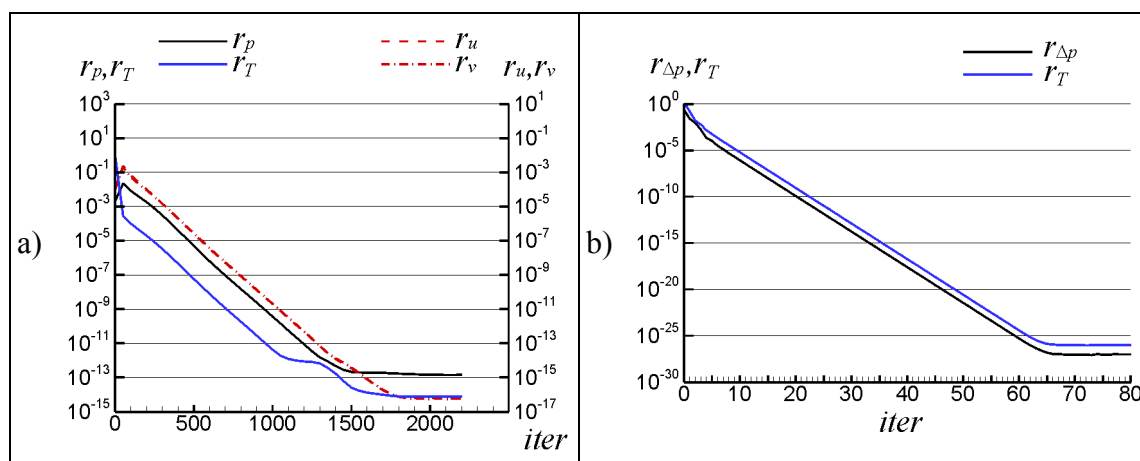 a)
r_p
r_u
r_T
r_v
r_p,r_T
r_u,r_v
10^3
10^1
10^-1
10^-3
10^-5
10^-7
10^-9
10^-11
10^-13
10^-15
10^1
10^-1
10^-3
10^-5
10^-7
10^-9
10^-11
10^-13
10^-15
10^-17
0 500 1000 1500 2000
iter
b)
r_Δp
r_T
r_Δp,r_T
10^0
10^-5
10^-10
10^-15
10^-20
10^-25
10^-30
0 10 20 30 40 50 60 70 80
iter